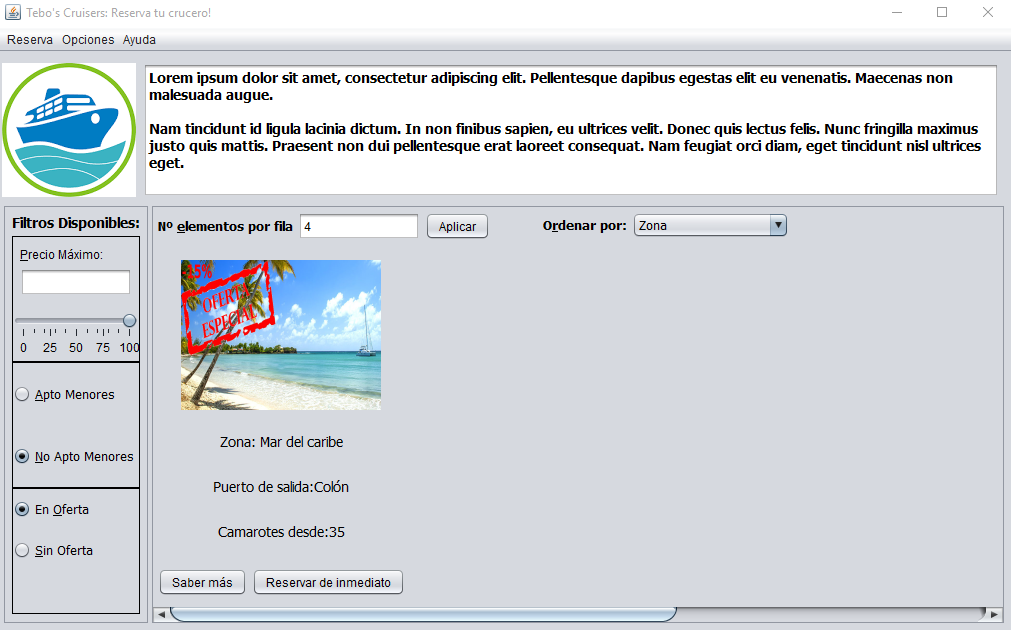 Tebo's Cruisers: Reserva tu crucero!
Reserva Opciones Ayuda
Lorem ipsum dolor sit amet, consectetur adipiscing elit. Pellentesque dapibus egestas elit eu venenatis. Maecenas non
malesuada augue.
Nam tincidunt id ligula lacinia dictum. In non finibus sapien, eu ultrices velit. Donec quis lectus felis. Nunc fringilla maximus
justo quis mattis. Praesent non dui pellentesque erat laoreet consequat. Nam feugiat orci diam, eget tincidunt nisl ultrices
eget.
Filtros Disponibles:
Precio Máximo:
0 25 50 75 100
Apto Menores
No Apto Menores
En Oferta
Sin Oferta
Nº elementos por fila 4 Aplicar Ordenar por: Zona
25%
OFERTA
ESPECIAL
Zona: Mar del caribe
Puerto de salida:Colón
Camarotes desde:35
Saber más Reservar de inmediato